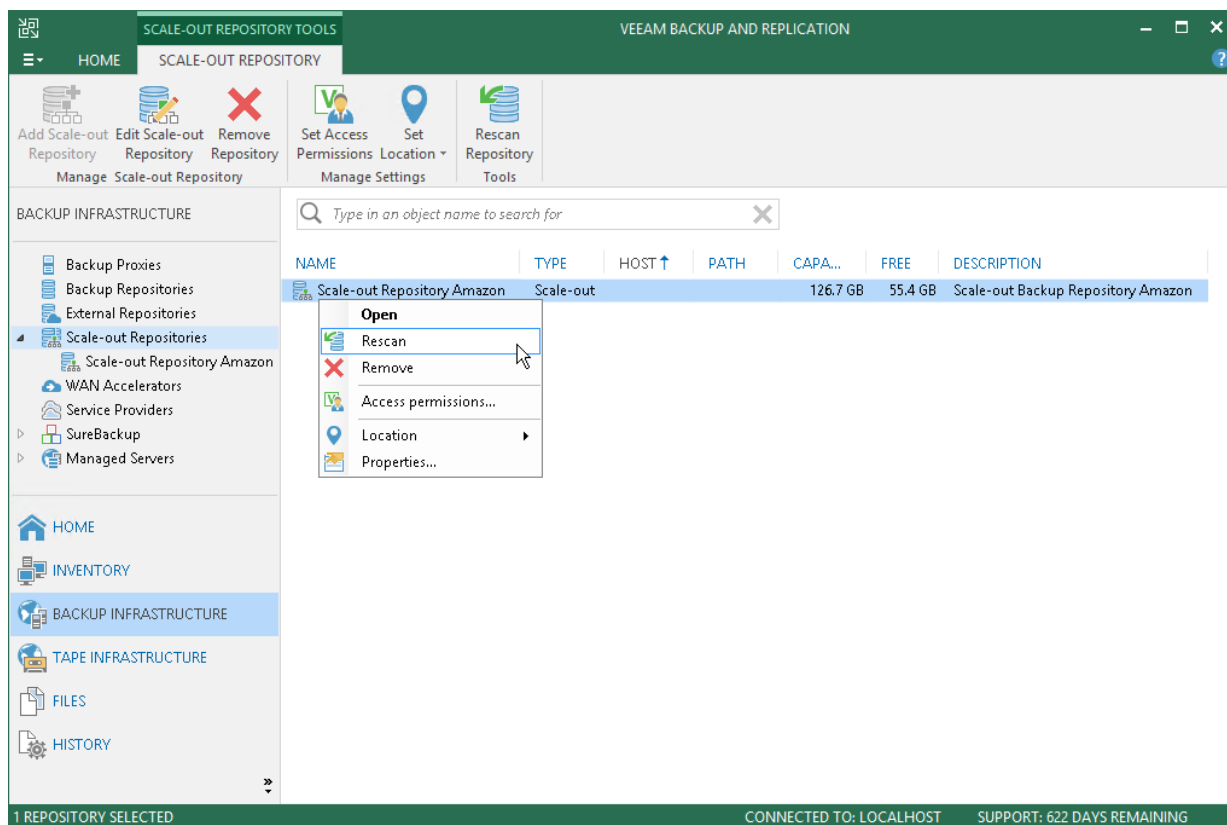 SCALE-OUT REPOSITORY TOOLS
VEEAM BACKUP AND REPLICATION
HOME
SCALE-OUT REPOSITORY
?
Add Scale-out
Repository
Edit Scale-out
Repository
Remove
Repository
Manage Scale-out Repository
Set Access
Permissions
Set
Location
Manage Settings
Rescan
Repository
Tools
BACKUP INFRASTRUCTURE
Backup Proxies
Backup Repositories
External Repositories
Scale-out Repositories
Scale-out Repository Amazon
WAN Accelerators
Service Providers
SureBackup
Managed Servers
HOME
INVENTORY
BACKUP INFRASTRUCTURE
TAPE INFRASTRUCTURE
FILES
HISTORY
Type in an object name to search for
NAME TYPE HOST PATH CAPA... FREE DESCRIPTION
Scale-out Repository Amazon Scale-out 126.7 GB 55.4 GB Scale-out Backup Repository Amazon
Open
Rescan
Remove
Access permissions...
Location
Properties...
1 REPOSITORY SELECTED
CONNECTED TO: LOCALHOST
SUPPORT: 622 DAYS REMAINING